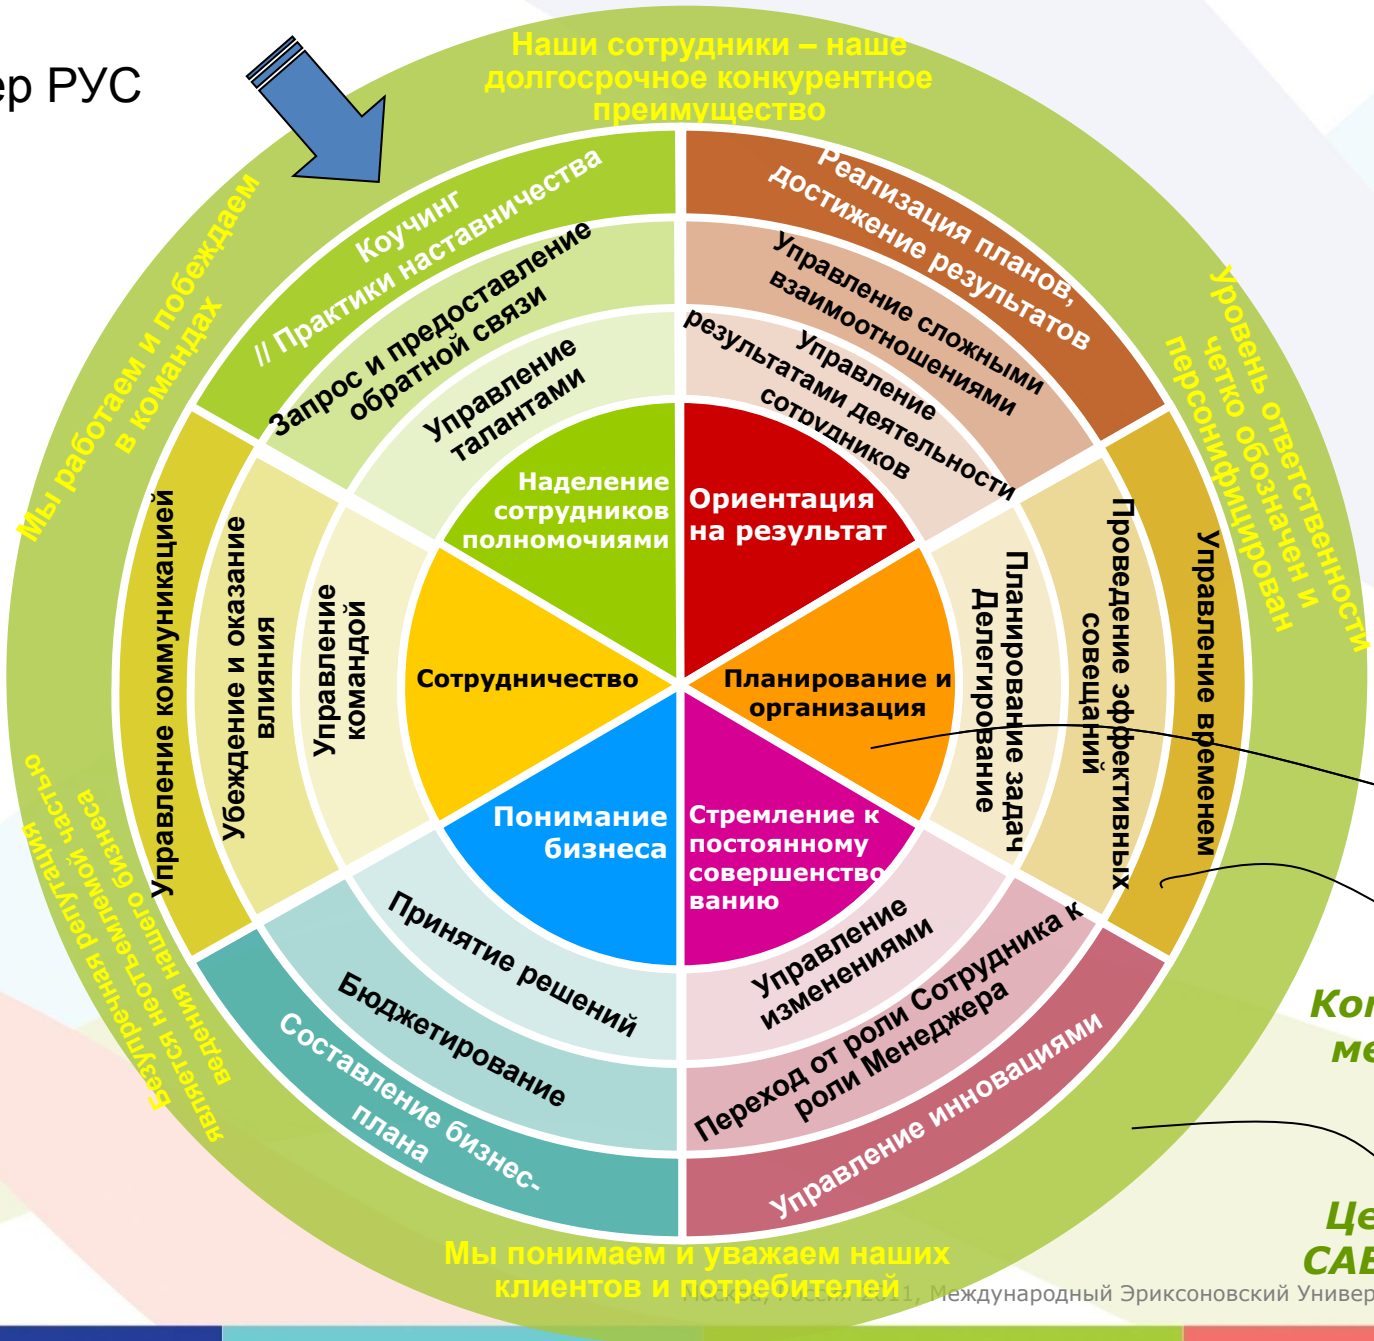 ер РУС
Наши сотрудники – наше
долгосрочное конкурентное
преимущество
Мы работаем и побеждаем
в командах
Уровень ответственности
четко обозначен и
персонифицирован
Безупречная репутация
является неотъемлемой частью
ведения нашего бизнеса
Мы понимаем и уважаем наших
клиентов и потребителей
Коучинг
// Практики наставничества
Запрос и предоставление
обратной связи
Управление
талантами
Наделение
сотрудников
полномочиями
Реализация планов,
достижение результатов
Управление сложными
взаимоотношениями
Управление
результатами деятельности
сотрудников
Ориентация
на результат
Управление временем
Проведение эффективных
совещаний
Планирование задач
Делегирование
Планирование и
организация
Управление коммуникацией
Убеждение и оказание
влияния
Управление
командой
Сотрудничество
Понимание
бизнеса
Принятие решений
Бюджетирование
Составление бизнес-
плана
Стремление к
постоянному
совершенство
ванию
Управление
изменениями
Переход от роли Сотрудника к
роли Менеджера
Управление инновациями
Ко
ме
Це
САВ
Москва, Россия 2011, Международный Эриксоновский Универ